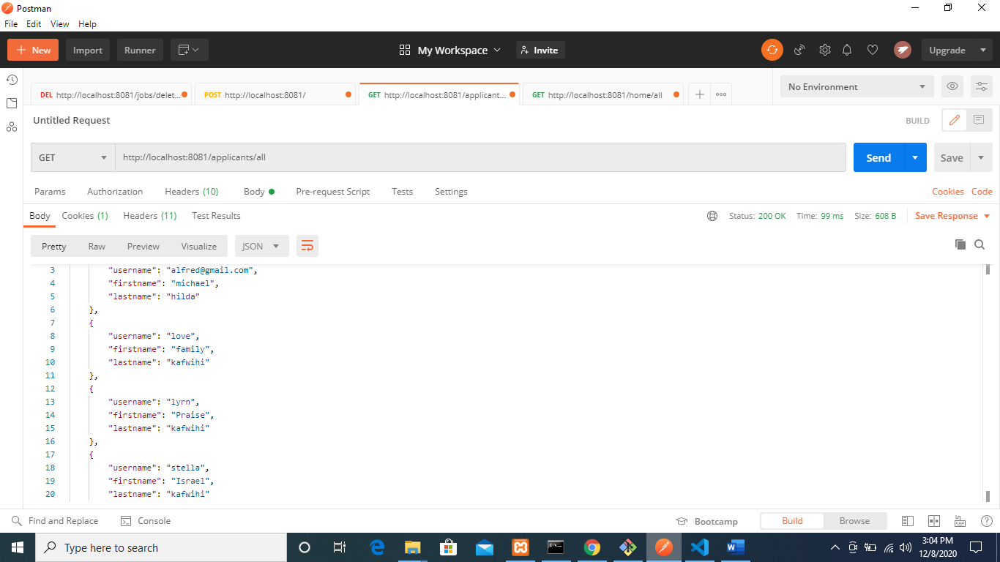 Postman
File Edit View Help
New Import Runner My Workspace Invite Upgrade
DEL http://localhost:8081/jobs/delet... POST http://localhost:8081/ GET http://localhost:8081/applicant... GET http://localhost:8081/home/all No Environment
Untitled Request BUILD
GET http://localhost:8081/applicants/all Send Save
Params Authorization Headers (10) Body Pre-request Script Tests Settings Cookies Code
Body Cookies (1) Headers (11) Test Results Status: 200 OK Time: 99 ms Size: 608 B Save Response
Pretty Raw Preview Visualize JSON
3 "username": "alfred@gmail.com",
4 "firstname": "michael",
5 "lastname": "hilda"
6 },
7 {
8 "username": "love",
9 "firstname": "family",
10 "lastname": "kafwihi"
11 },
12 {
13 "username": "lyrn",
14 "firstname": "Praise",
15 "lastname": "kafwihi"
16 },
17 {
18 "username": "stella",
19 "firstname": "Israel",
20 "lastname": "kafwihi"
Find and Replace Console Bootcamp Build Browse
Type here to search
3:04 PM
12/8/2020